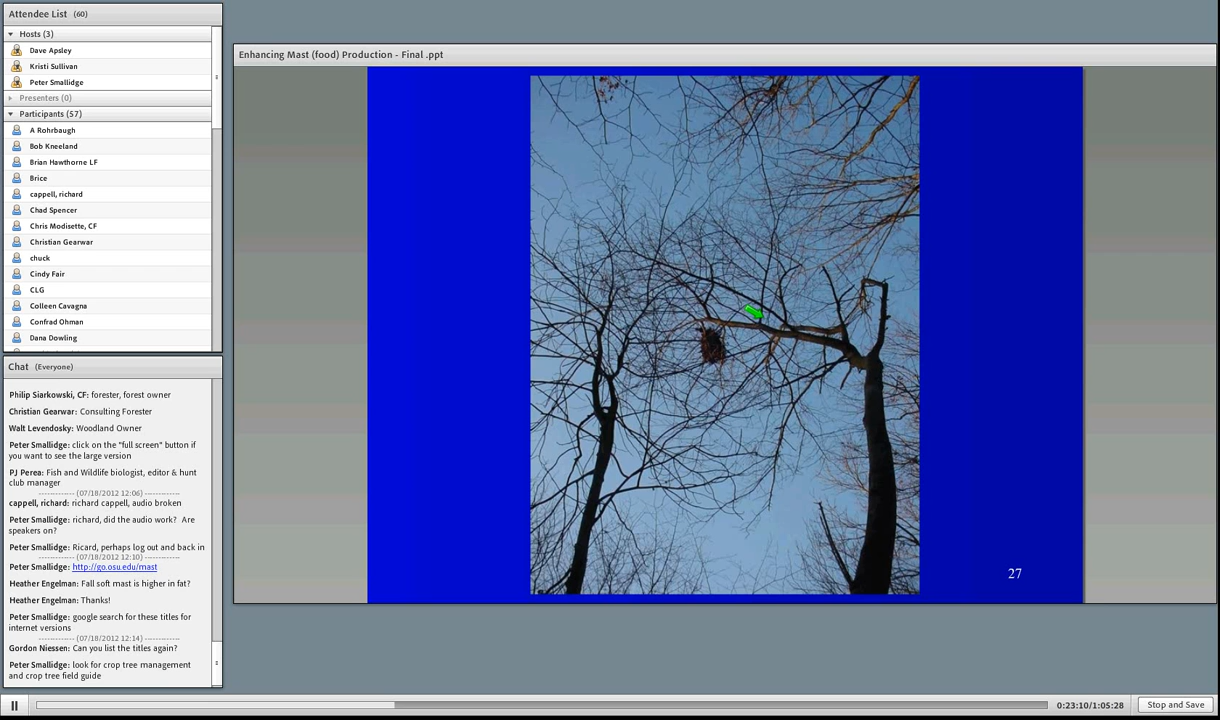 Attendee List (60)
Hosts (3)
Dave Apsley
Kristi Sullivan
Peter Smallidge
Presenters (0)
Participants (57)
A Rohrbaugh
Bob Kneeland
Brian Hawthorne LF
Brice
cappell, richard
Chad Spencer
Chris Modisette, CF
Christian Gearwar
chuck
Cindy Fair
CLG
Colleen Cavagna
Confrad Ohman
Dana Dowling
Chat (Everyone)
Philip Siarkowski, CF: forester, forest owner
Christian Gearwar: Consulting Forester
Walt Levendosky: Woodland Owner
Peter Smallidge: click on the "full screen" button if
you want to see the large version
PJ Perea: Fish and Wildlife biologist, editor & hunt
club manager
------------ (07/18/2012 12:06) ------------
cappell, richard: richard cappell, audio broken
Peter Smallidge: richard, did the audio work? Are
speakers on?
Peter Smallidge: Ricard, perhaps log out and back in
------------ (07/18/2012 12:10) ------------
Peter Smallidge: http://go.osu.edu/mast
Heather Engelman: Fall soft mast is higher in fat?
Heather Engelman: Thanks!
Peter Smallidge: google search for these titles for
internet versions
------------ (07/18/2012 12:14) ------------
Gordon Niessen: Can you list the titles again?
Peter Smallidge: look for crop tree management
and crop tree field guide
Enhancing Mast (food) Production - Final .ppt
27
0:23:10/1:05:28
Stop and Save